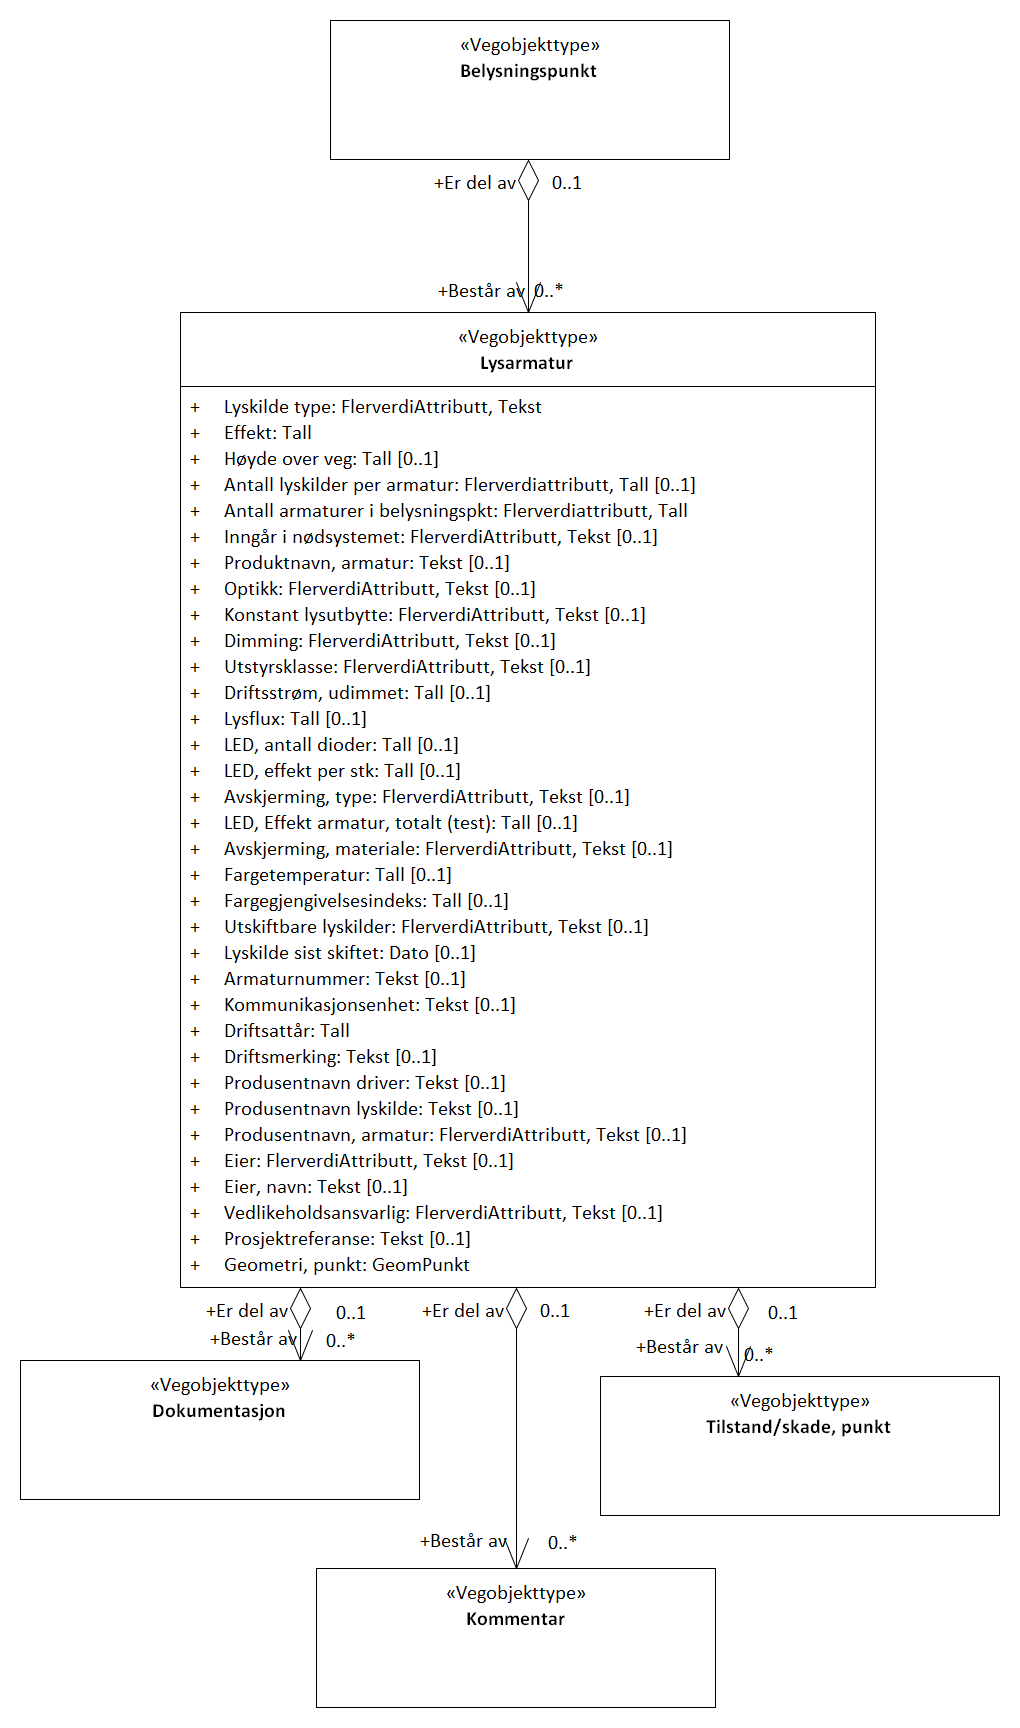 «Vegobjekttype»
Belysningspunkt
+Er del av 0..1
+Består av 0..*
«Vegobjekttype»
Lysarmatur
+ Lyskilde type: FlerverdiAttributt, Tekst
+ Effekt: Tall
+ Høyde over veg: Tall [0..1]
+ Antall lyskilder per armatur: Flerverdiattributt, Tall [0..1]
+ Antall armaturer i belysningspkt: Flerverdiattributt, Tall
+ Inngår i nødsystemet: FlerverdiAttributt, Tekst [0..1]
+ Produktnavn, armatur: Tekst [0..1]
+ Optikk: FlerverdiAttributt, Tekst [0..1]
+ Konstant lysutbytte: FlerverdiAttributt, Tekst [0..1]
+ Dimming: FlerverdiAttributt, Tekst [0..1]
+ Utstyrsklasse: FlerverdiAttributt, Tekst [0..1]
+ Driftsstrøm, udimmet: Tall [0..1]
+ Lysflux: Tall [0..1]
+ LED, antall dioder: Tall [0..1]
+ LED, effekt per stk: Tall [0..1]
+ Avskjerming, type: FlerverdiAttributt, Tekst [0..1]
+ LED, Effekt armatur, totalt (test): Tall [0..1]
+ Avskjerming, materiale: FlerverdiAttributt, Tekst [0..1]
+ Fargetemperatur: Tall [0..1]
+ Fargegjengivelsesindeks: Tall [0..1]
+ Utskiftbare lyskilder: FlerverdiAttributt, Tekst [0..1]
+ Lyskilde sist skiftet: Dato [0..1]
+ Armaturnummer: Tekst [0..1]
+ Kommunikasjonsenhet: Tekst [0..1]
+ Driftsattår: Tall
+ Driftsmerking: Tekst [0..1]
+ Produsentnavn driver: Tekst [0..1]
+ Produsentnavn lyskilde: Tekst [0..1]
+ Produsentnavn, armatur: FlerverdiAttributt, Tekst [0..1]
+ Eier: FlerverdiAttributt, Tekst [0..1]
+ Eier, navn: Tekst [0..1]
+ Vedlikeholdsansvarlig: FlerverdiAttributt, Tekst [0..1]
+ Prosjektreferanse: Tekst [0..1]
+ Geometri, punkt: GeomPunkt
+Er del av 0..1 +Er del av 0..1 +Er del av 0..1
+Består av 0..* +Består av 0..*
«Vegobjekttype»
Dokumentasjon
«Vegobjekttype»
Tilstand/skade, punkt
+Består av 0..*
«Vegobjekttype»
Kommentar